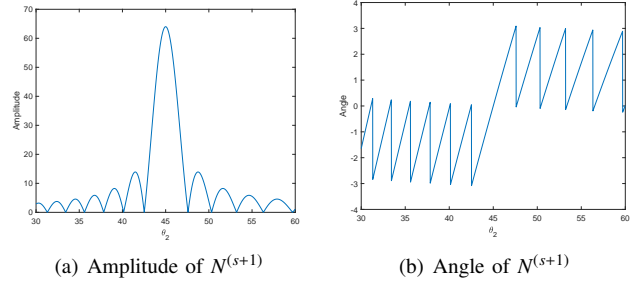 70
60
50
40
30
20
10
0
Amplitude
30 35 40 45 50 55 60
θ₂
(a) Amplitude of N^(s+1)
4
3
2
1
0
-1
-2
-3
-4
Angle
30 35 40 45 50 55 60
θ₂
(b) Angle of N^(s+1)